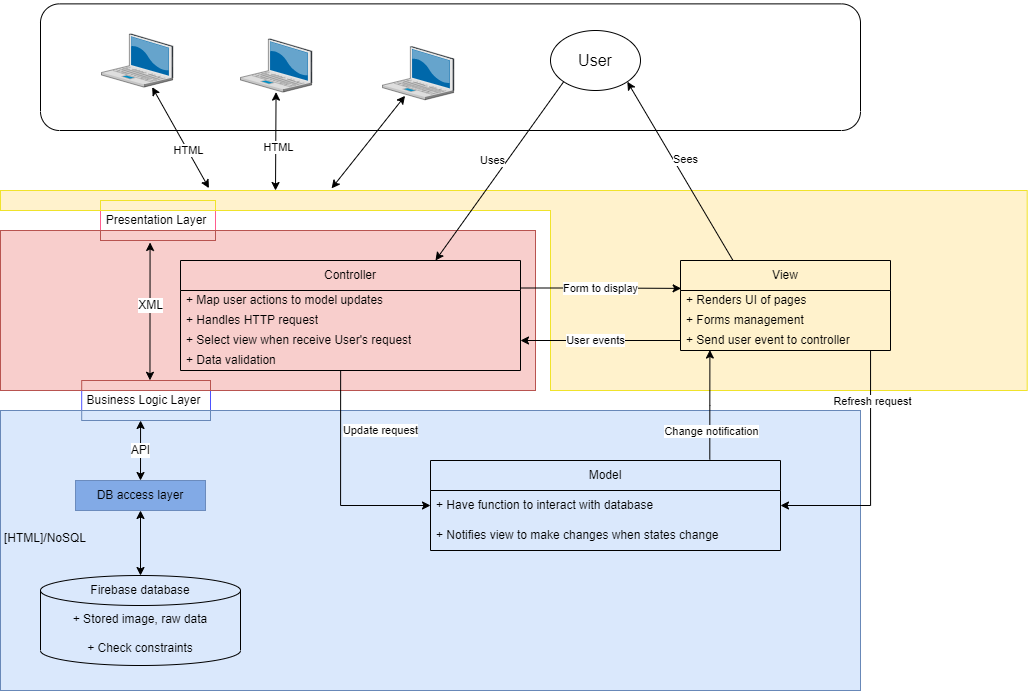 User
HTML
HTML
Uses
Sees
Presentation Layer
XML
Controller
+ Map user actions to model updates
+ Handles HTTP request
+ Select view when receive User's request
+ Data validation
Form to display
User events
View
+ Renders UI of pages
+ Forms management
+ Send user event to controller
Business Logic Layer
Update request
Change notification
Refresh request
API
DB access layer
Model
+ Have function to interact with database
+ Notifies view to make changes when states change
[HTML]/NoSQL
Firebase database
+ Stored image, raw data
+ Check constraints